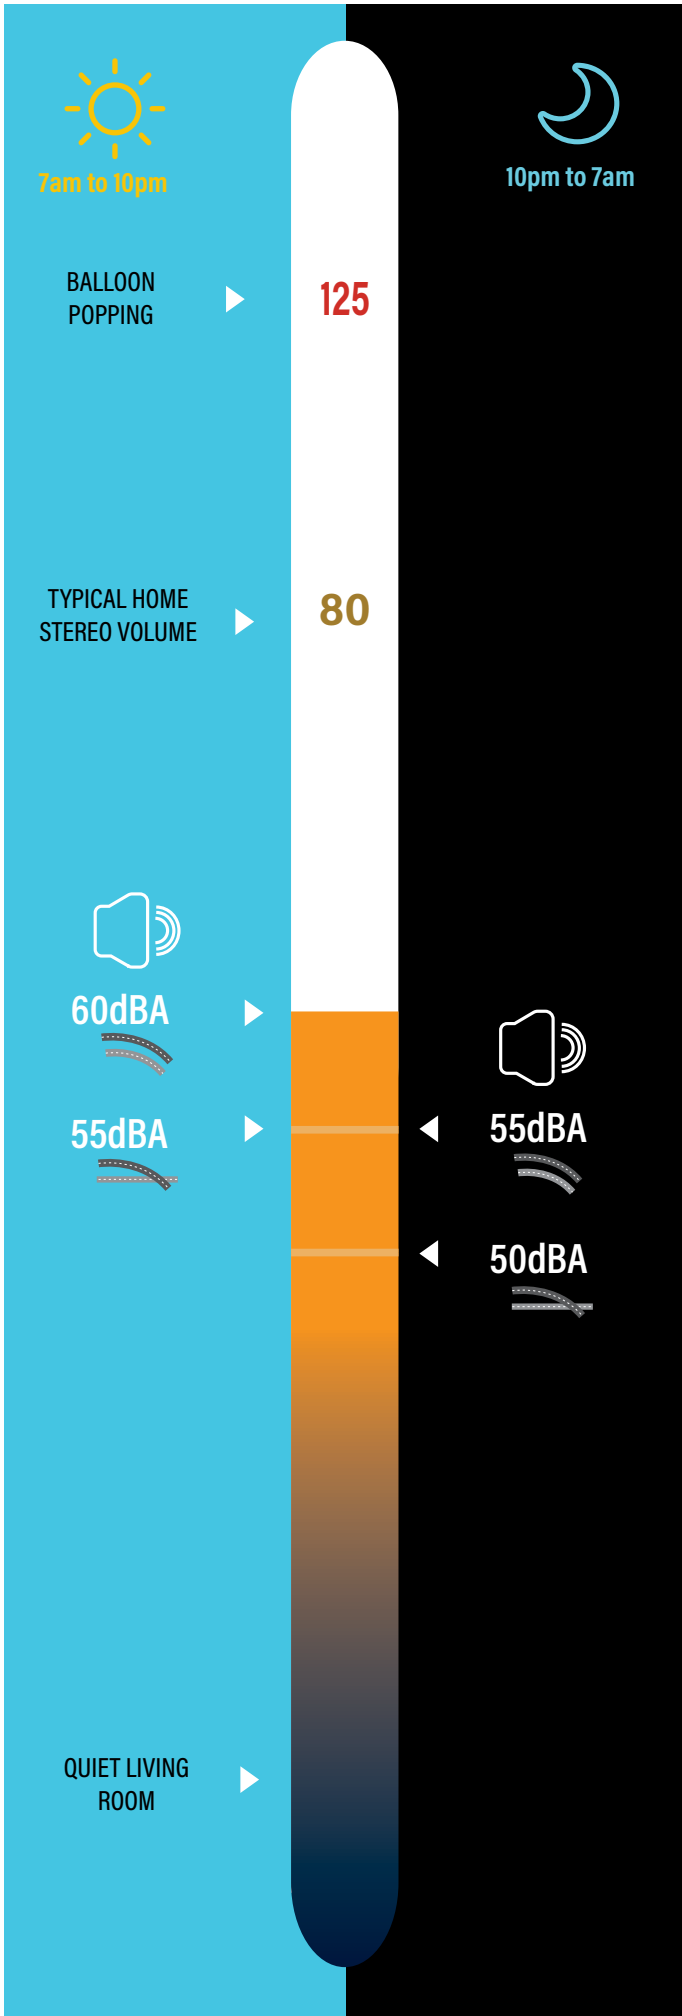 7am to 10pm
10pm to 7am
BALLOON
POPPING
125
TYPICAL HOME
STEREO VOLUME
80
60dBA
55dBA
55dBA
50dBA
QUIET LIVING
ROOM